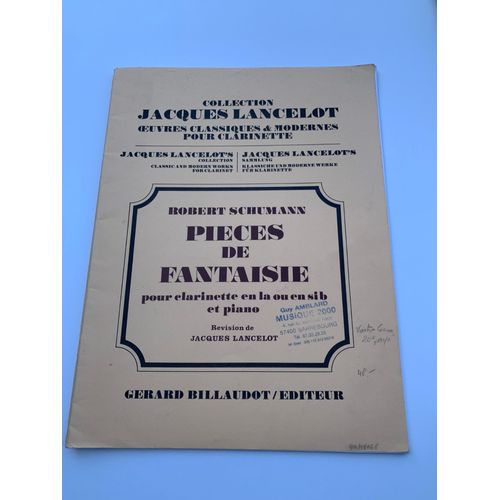 COLLECTION
JACQUES LANCELOT
ŒUVRES CLASSIQUES & MODERNES
POUR CLARINETTE
JACQUES LANCELOT'S
COLLECTION
CLASSIC AND MODERN WORKS
FOR CLARINET
JACQUES LANCELOT'S
SAMMLUNG
KLASSISCHE UND MODERNE WERKE
FÜR KLARINETTE
ROBERT SCHUMANN
PIECES
DE
FANTAISIE
pour clarinette en la ou en si b
et piano
Revision de
JACQUES LANCELOT
Guy AMBLARD
MUSIQUE 2000
57400 SARREBOURG
48.-
GERARD BILLAUDOT/EDITEUR